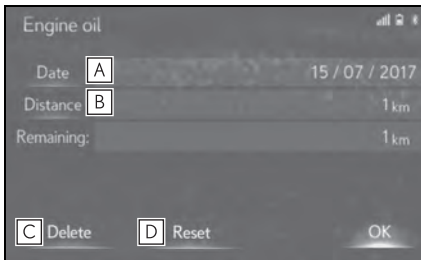 Engine oil
Date A 15 / 07 / 2017
Distance B 1 km
Remaining: 1 km
C Delete D Reset OK